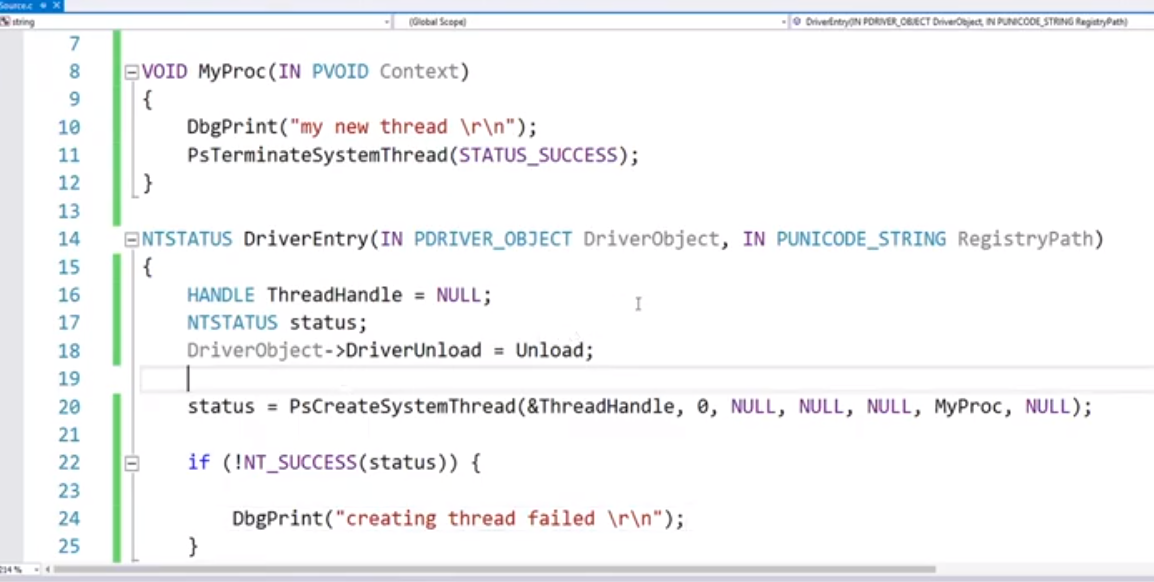 Source.c
string (Global Scope) DriverEntry(IN PDRIVER_OBJECT DriverObject, IN PUNICODE_STRING RegistryPath)
7
8 VOID MyProc(IN PVOID Context)
9 {
10 DbgPrint("my new thread \r\n");
11 PsTerminateSystemThread(STATUS_SUCCESS);
12 }
13
14 NTSTATUS DriverEntry(IN PDRIVER_OBJECT DriverObject, IN PUNICODE_STRING RegistryPath)
15 {
16 HANDLE ThreadHandle = NULL;
17 NTSTATUS status;
18 DriverObject->DriverUnload = Unload;
19
20 status = PsCreateSystemThread(&ThreadHandle, 0, NULL, NULL, NULL, MyProc, NULL);
21
22 if (!NT_SUCCESS(status)) {
23
24 DbgPrint("creating thread failed \r\n");
25 }
214 %